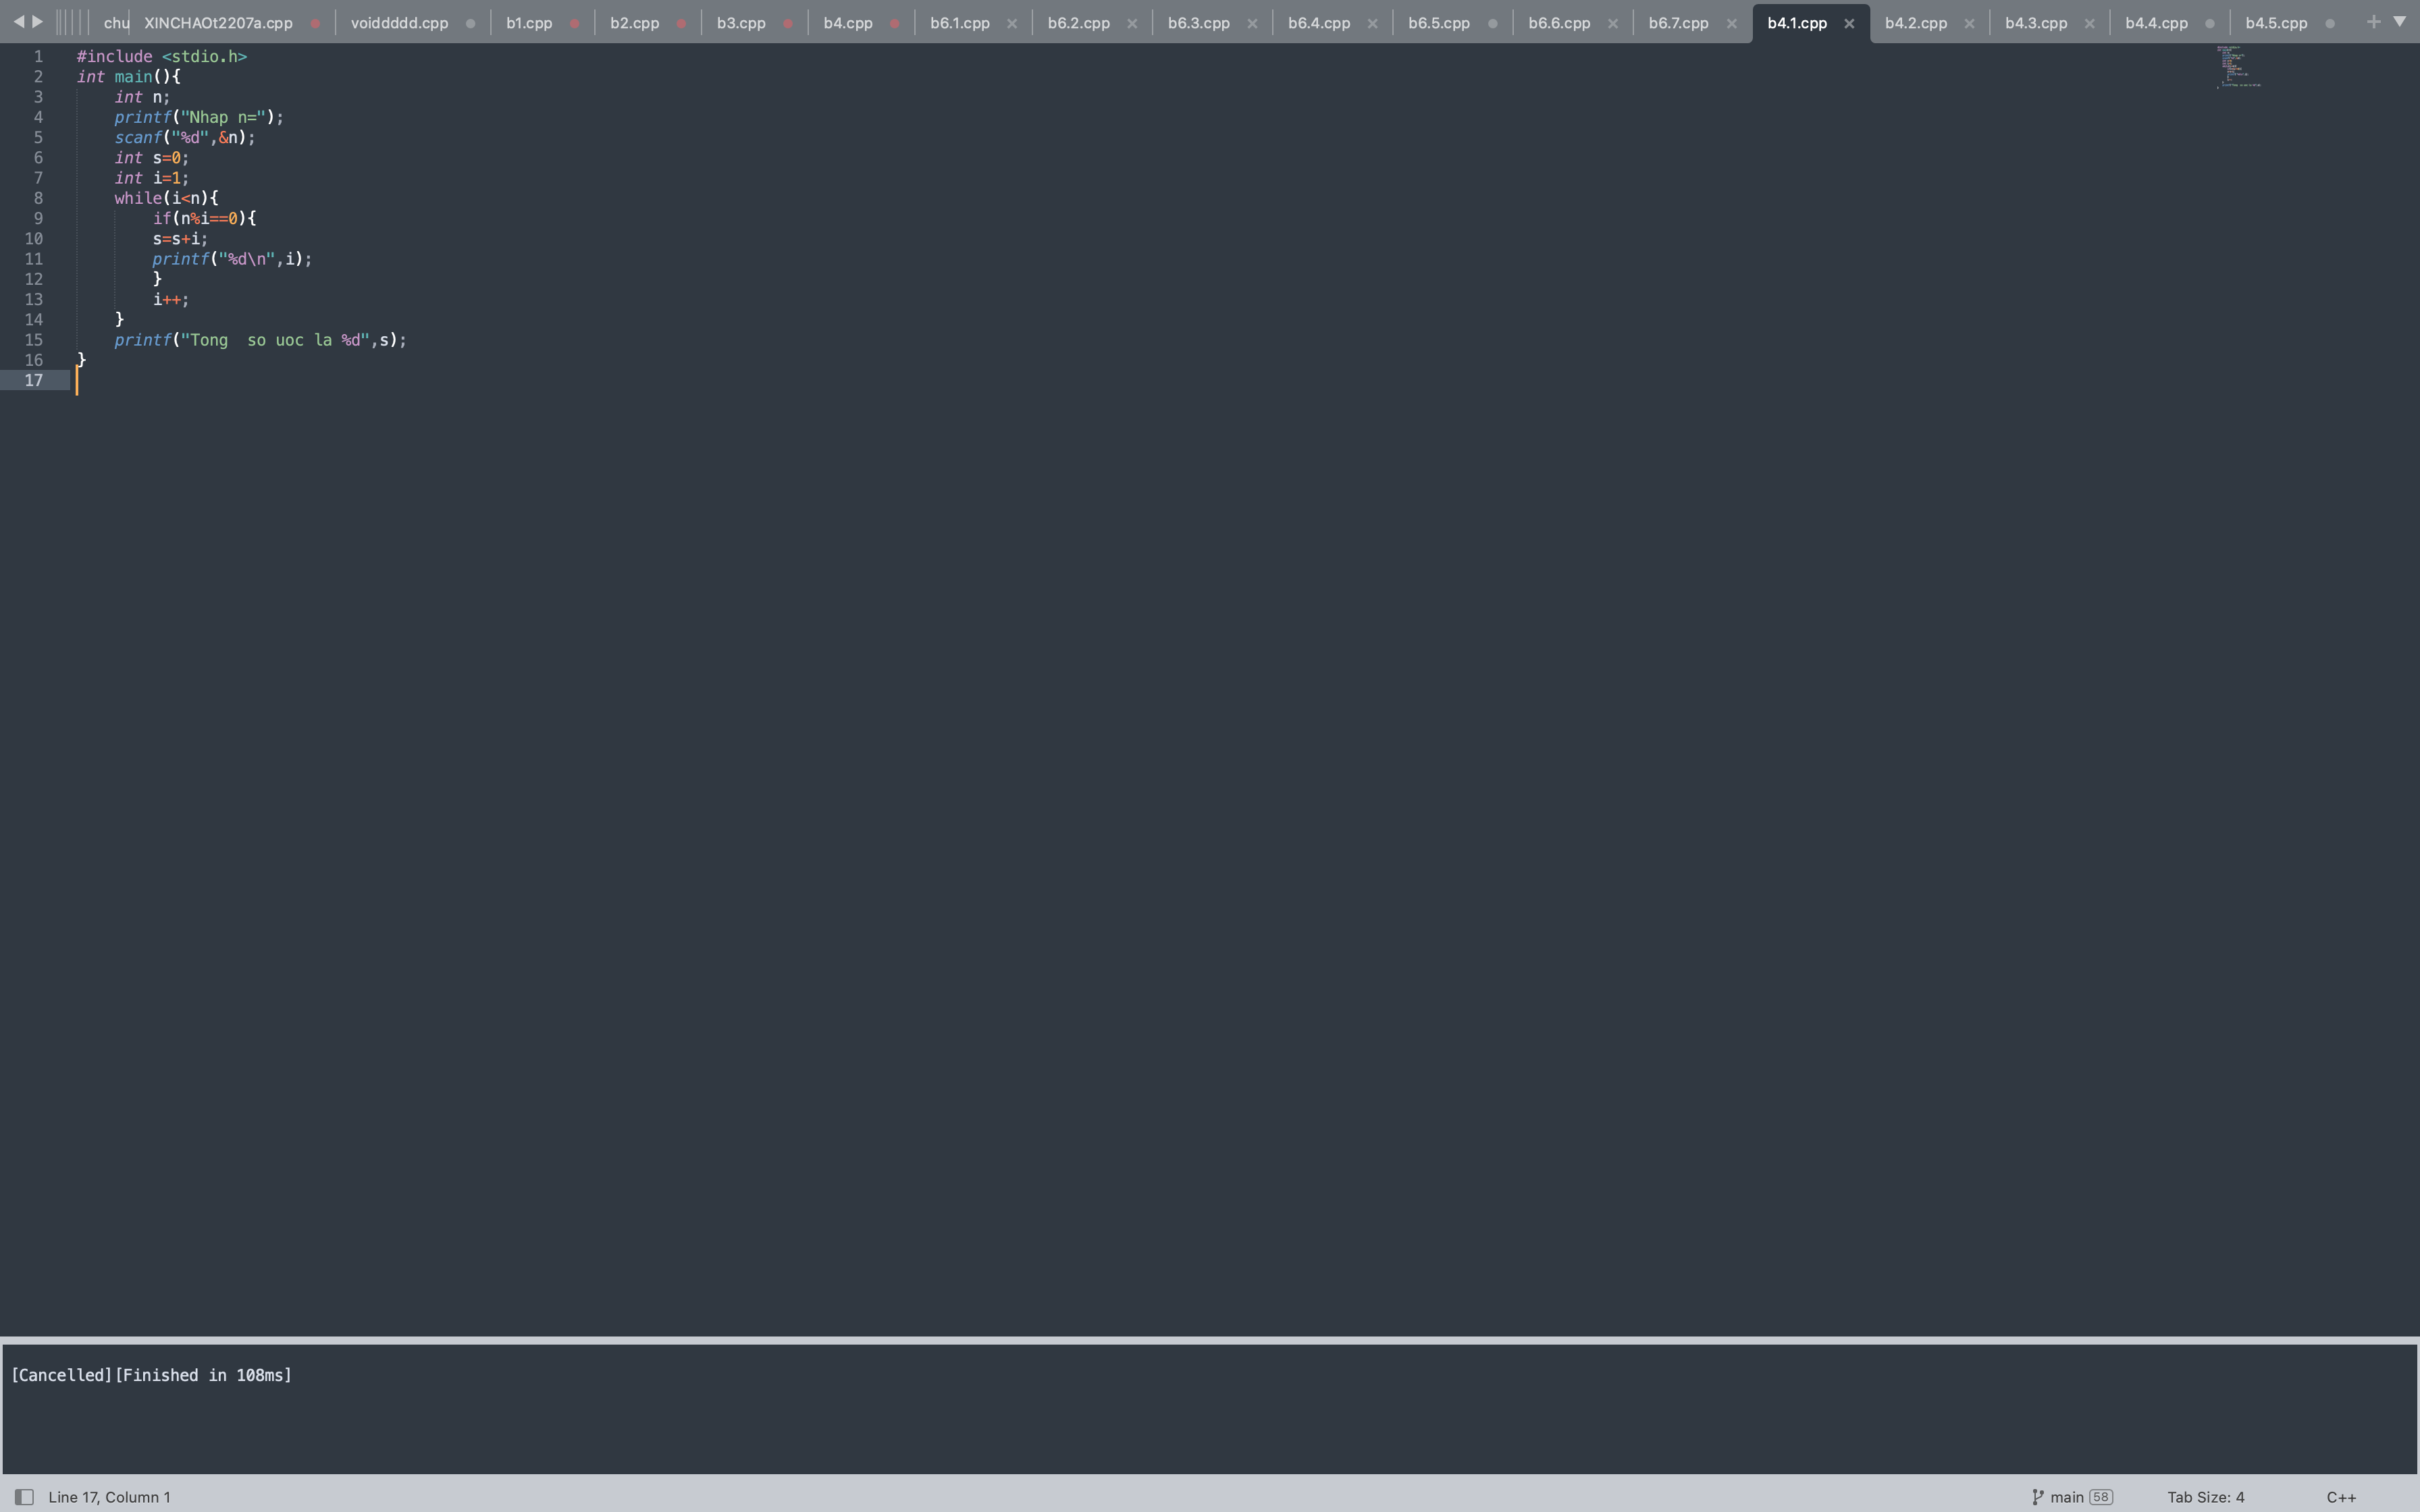 chu XINCHAOt2207a.cpp voiddddd.cpp b1.cpp b2.cpp b3.cpp b4.cpp b6.1.cpp b6.2.cpp b6.3.cpp b6.4.cpp b6.5.cpp b6.6.cpp b6.7.cpp b4.1.cpp b4.2.cpp b4.3.cpp b4.4.cpp b4.5.cpp
1 #include <stdio.h>
2 int main(){
3 int n;
4 printf("Nhap n=");
5 scanf("%d",&n);
6 int s=0;
7 int i=1;
8 while(i<n){
9 if(n%i==0){
10 s=s+i;
11 printf("%d\n",i);
12 }
13 i++;
14 }
15 printf("Tong  so uoc la %d",s);
16 }
17
[Cancelled][Finished in 108ms]
Line 17, Column 1 main 58 Tab Size: 4 C++